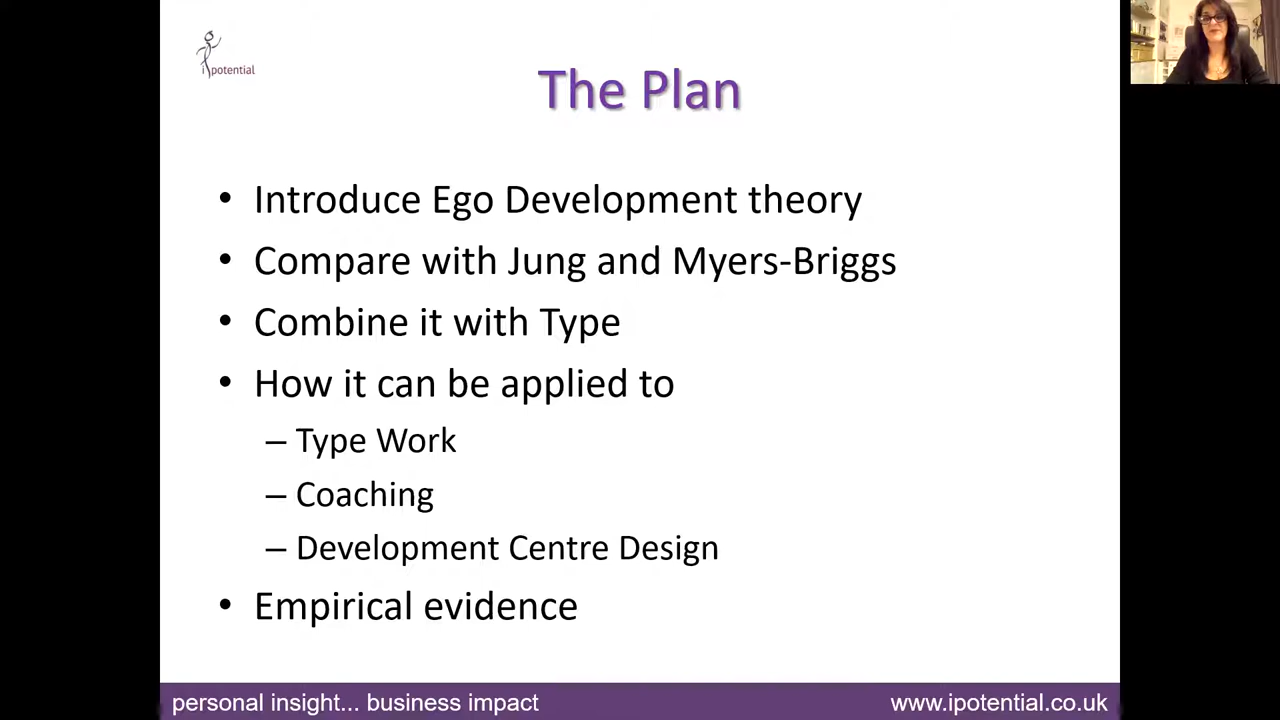 i potential
The Plan
• Introduce Ego Development theory
• Compare with Jung and Myers-Briggs
• Combine it with Type
• How it can be applied to
– Type Work
– Coaching
– Development Centre Design
• Empirical evidence
personal insight... business impact
www.ipotential.co.uk